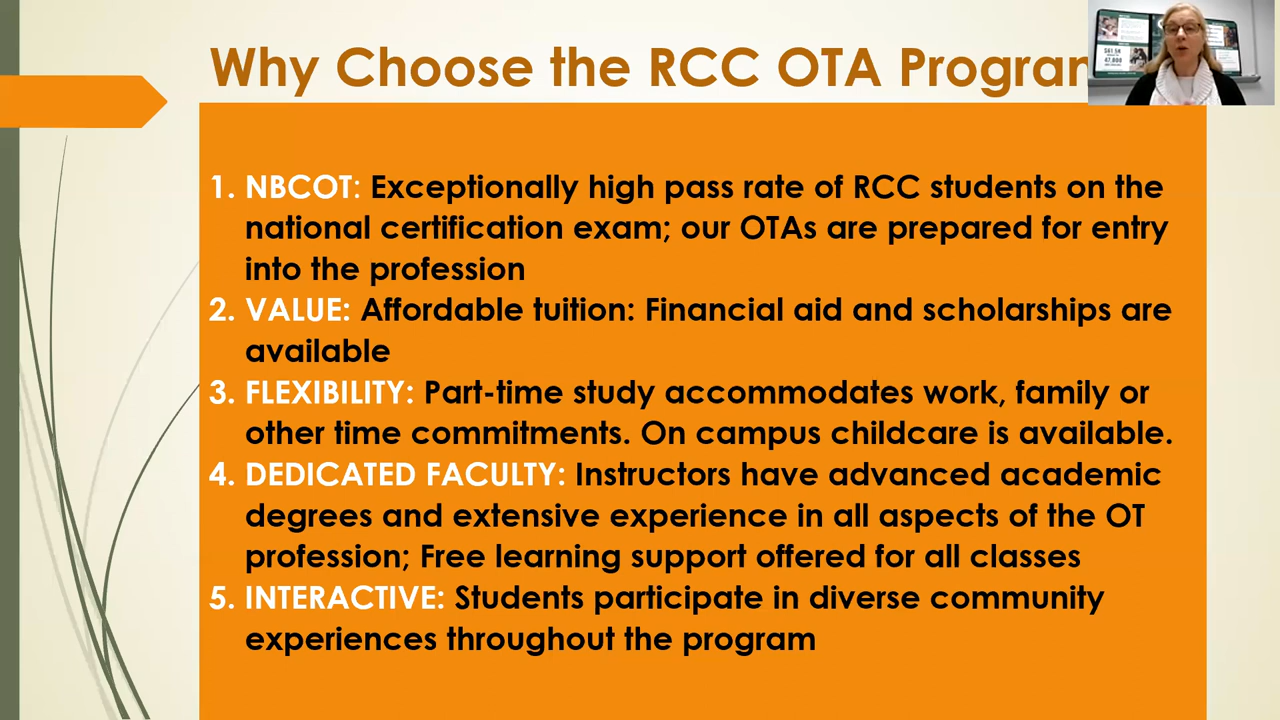 Why Choose the RCC OTA Program
1. NBCOT: Exceptionally high pass rate of RCC students on the
national certification exam; our OTAs are prepared for entry
into the profession
2. VALUE: Affordable tuition: Financial aid and scholarships are
available
3. FLEXIBILITY: Part-time study accommodates work, family or
other time commitments. On campus childcare is available.
4. DEDICATED FACULTY: Instructors have advanced academic
degrees and extensive experience in all aspects of the OT
profession; Free learning support offered for all classes
5. INTERACTIVE: Students participate in diverse community
experiences throughout the program
47,000